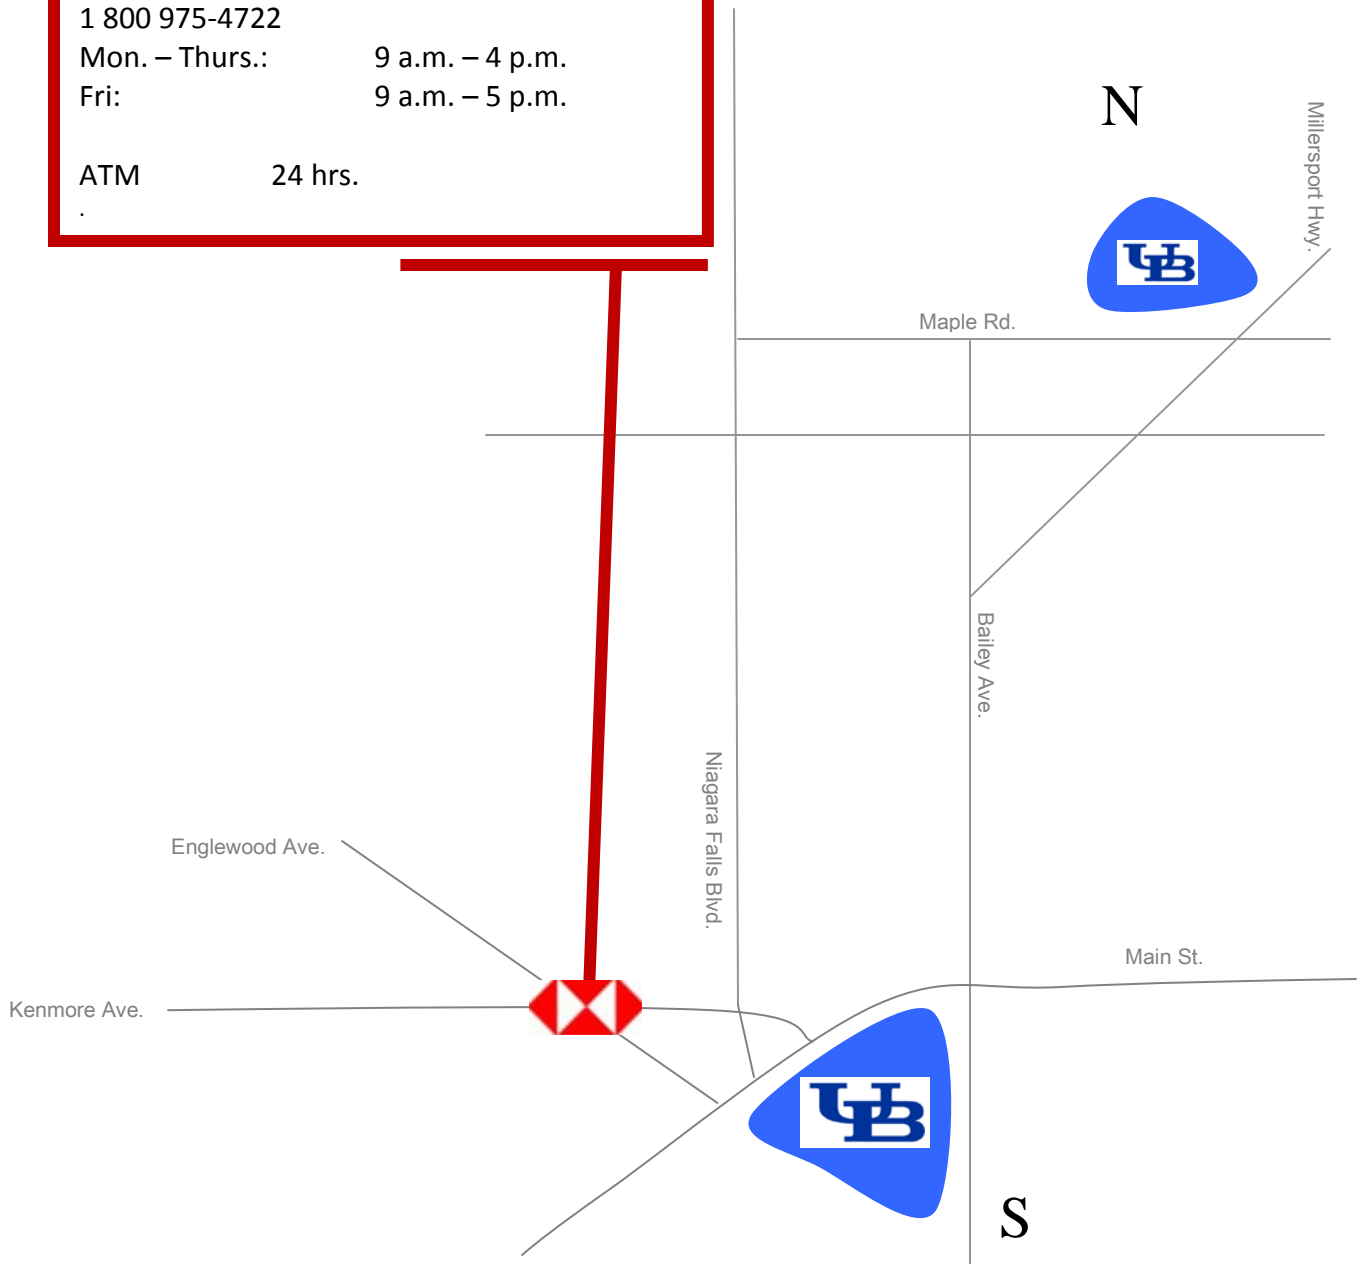 1 800 975-4722
Mon. – Thurs.: 9 a.m. – 4 p.m.
Fri: 9 a.m. – 5 p.m.
ATM 24 hrs.
.
N
Millersport Hwy.
UB
Maple Rd.
Bailey Ave.
Niagara Falls Blvd.
Englewood Ave.
Main St.
Kenmore Ave.
UB
S